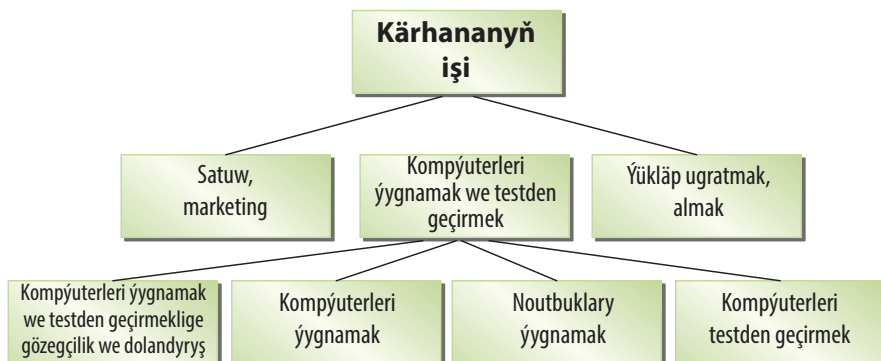 Kärhananyň
işi
Satuw,
marketing
Kompýuterleri
ýygnamak we testden
geçirmek
Ýükläp ugratmak,
almak
Kompýuterleri ýygnamak
we testden geçirmeklige
gözegçilik we dolandyryş
Kompýuterleri
ýygnamak
Noutbuklary
ýygnamak
Kompýuterleri
testden geçirmek